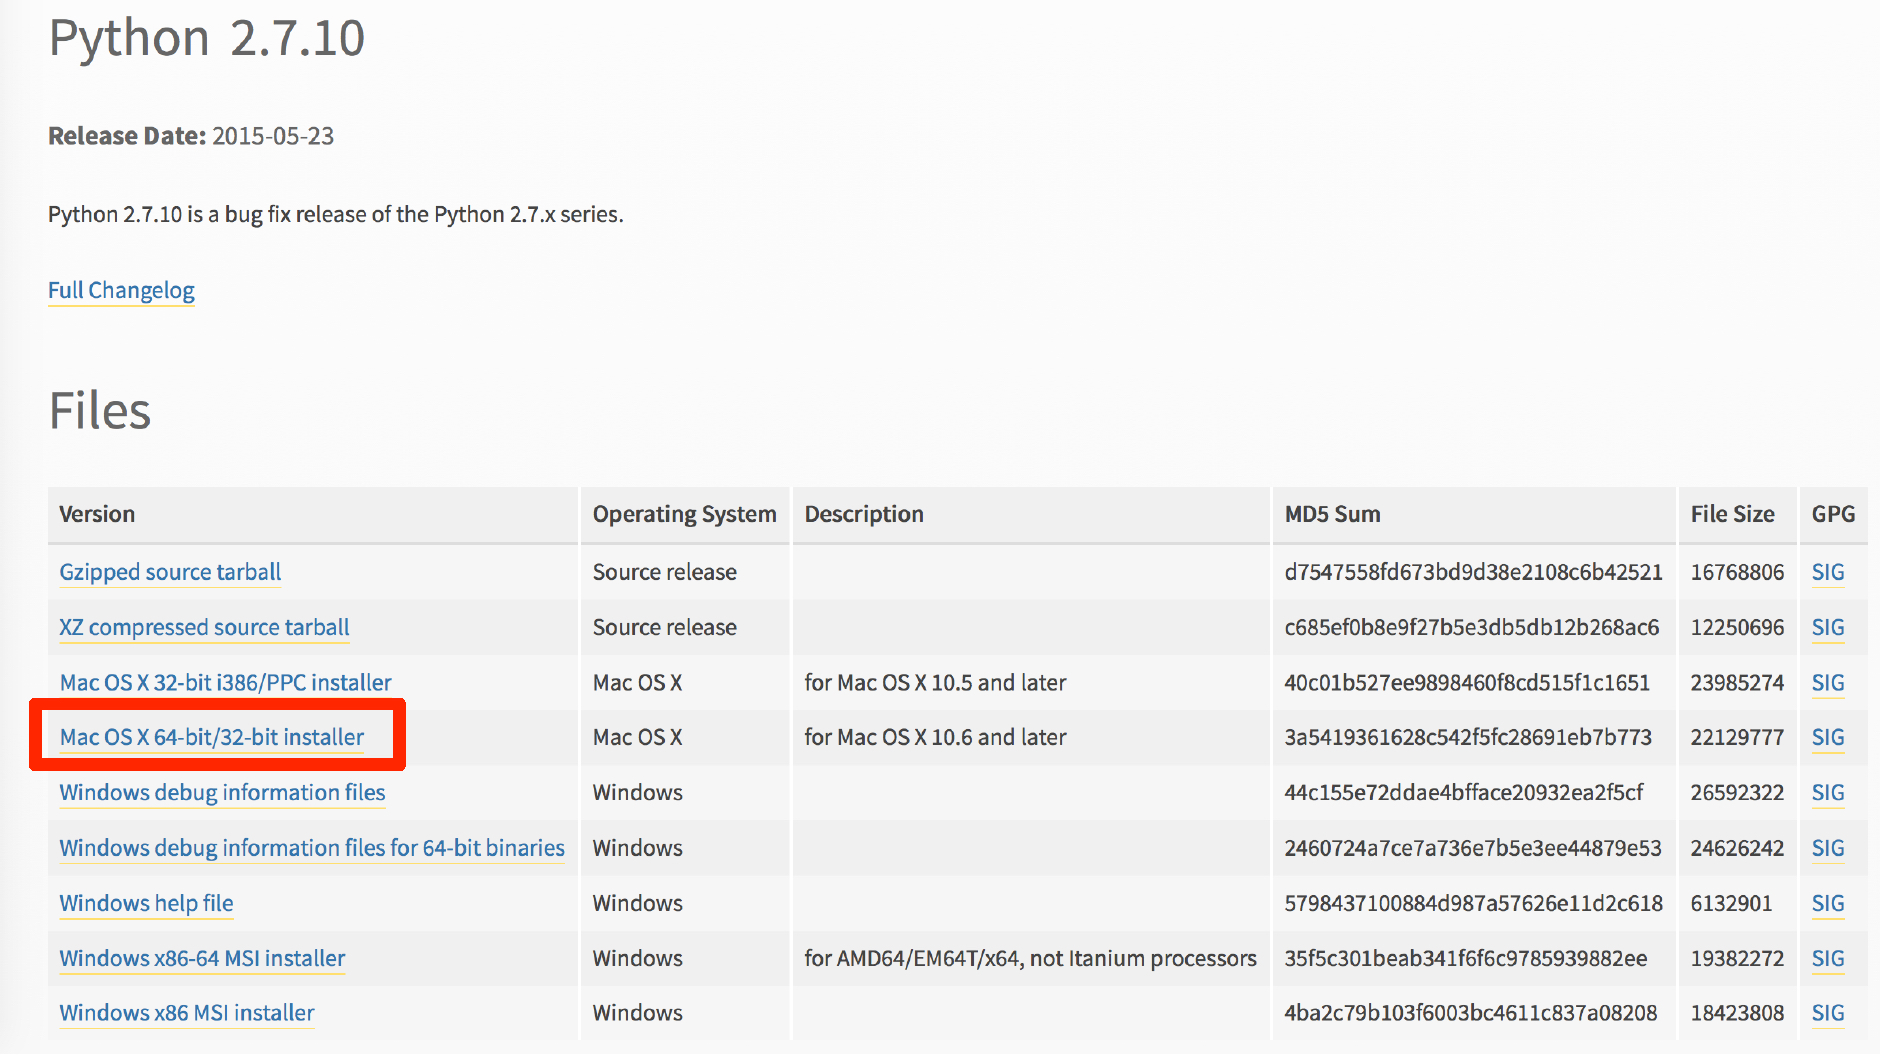 Python 2.7.10
Release Date: 2015-05-23
Python 2.7.10 is a bug fix release of the Python 2.7.x series.
Full Changelog
Files
Version Operating System Description MD5 Sum File Size GPG
Gzipped source tarball Source release d7547558fd673bd9d38e2108c6b42521 16768806 SIG
XZ compressed source tarball Source release c685ef0b8e9f27b5e3db5db12b268ac6 12250696 SIG
Mac OS X 32-bit i386/PPC installer Mac OS X for Mac OS X 10.5 and later 40c01b527ee9898460f8cd515f1c1651 23985274 SIG
Mac OS X 64-bit/32-bit installer Mac OS X for Mac OS X 10.6 and later 3a5419361628c542f5fc28691eb7b773 22129777 SIG
Windows debug information files Windows 44c155e72ddae4bfface20932ea2f5cf 26592322 SIG
Windows debug information files for 64-bit binaries Windows 2460724a7ce7a736e7b5e3ee44879e53 24626242 SIG
Windows help file Windows 5798437100884d987a57626e11d2c618 6132901 SIG
Windows x86-64 MSI installer Windows for AMD64/EM64T/x64, not Itanium processors 35f5c301beab341f6f6c9785939882ee 19382272 SIG
Windows x86 MSI installer Windows 4ba2c79b103f6003bc4611c837a08208 18423808 SIG